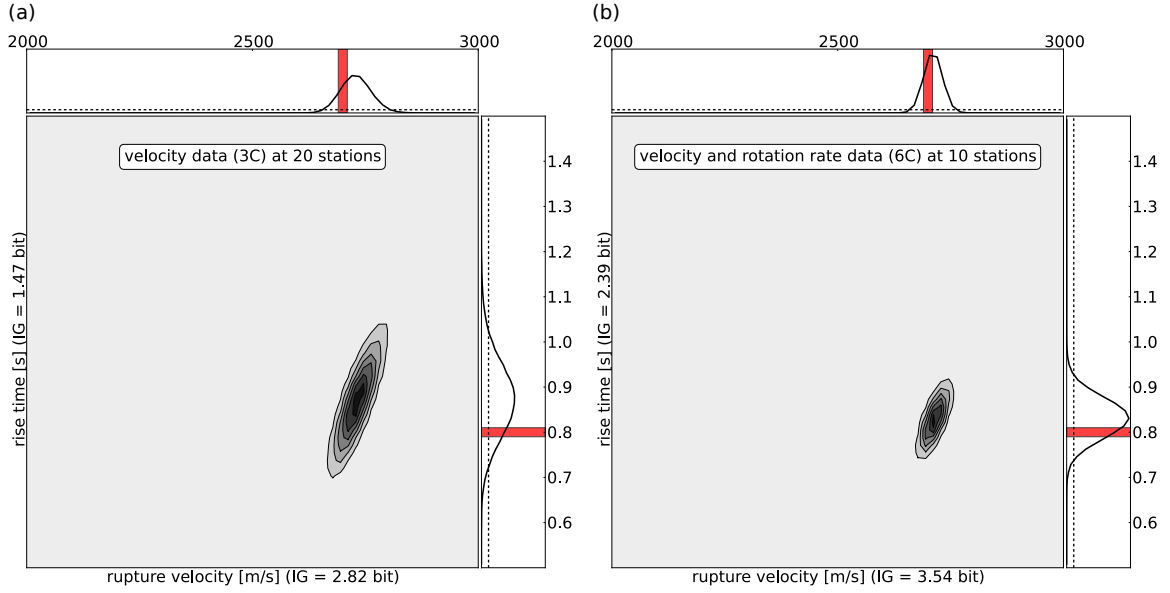 (a)
2000 2500 3000
velocity data (3C) at 20 stations
rise time [s] (IG = 1.47 bit)
1.4
1.3
1.2
1.1
1.0
0.9
0.8
0.7
0.6
rupture velocity [m/s] (IG = 2.82 bit)
(b)
2000 2500 3000
velocity and rotation rate data (6C) at 10 stations
rise time [s] (IG = 2.39 bit)
1.4
1.3
1.2
1.1
1.0
0.9
0.8
0.7
0.6
rupture velocity [m/s] (IG = 3.54 bit)